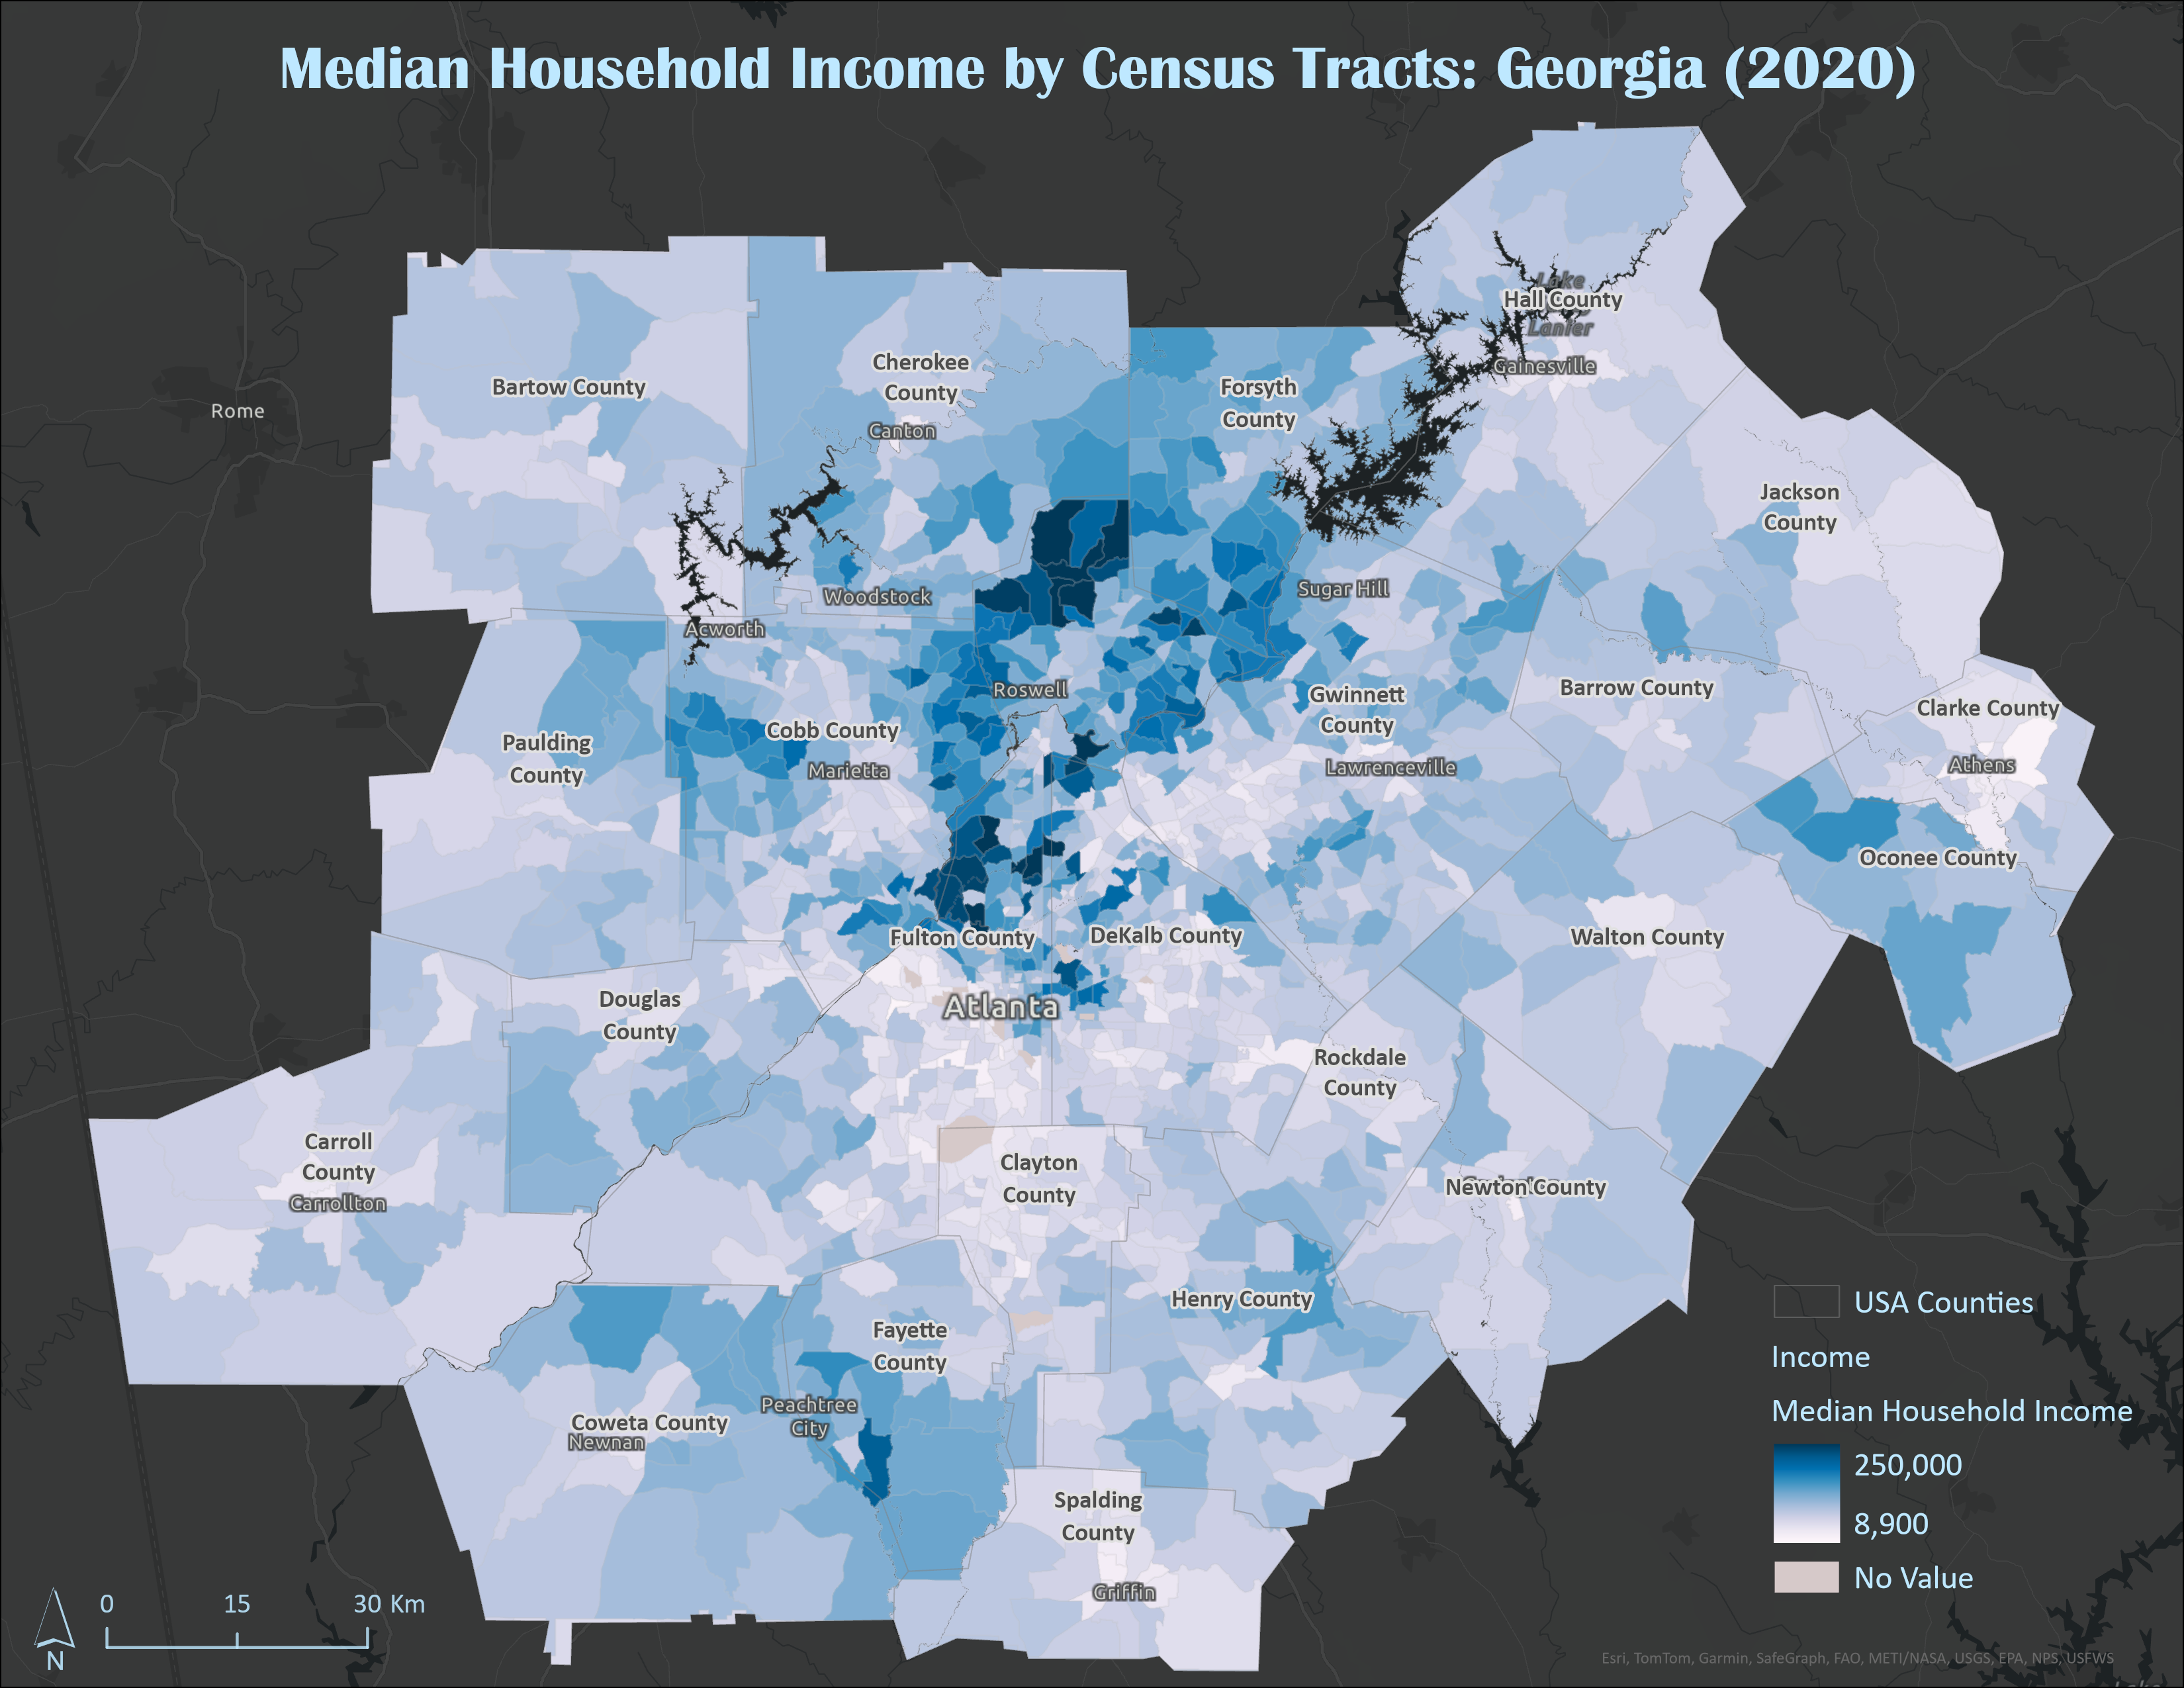 Median Household Income by Census Tracts: Georgia (2020)
Lake
Hall County
Lanier
Gainesville
Cherokee
County
Bartow County
Forsyth
County
Rome
Canton
Jackson
County
Sugar Hill
Woodstock
Acworth
Roswell
Barrow County
Gwinnett
County
Clarke County
Cobb County
Paulding
County
Marietta
Lawrenceville
Athens
Oconee County
Fulton County
DeKalb County
Walton County
Douglas
County
Atlanta
Rockdale
County
Carroll
County
Carrollton
Clayton
County
Newton County
Henry County
Fayette
County
Peachtree
City
Coweta County
Newnan
Spalding
County
Griffin
USA Counties
Income
Median Household Income
250,000
8,900
No Value
0 15 30 Km
N
Esri, TomTom, Garmin, SafeGraph, FAO, METI/NASA, USGS, EPA, NPS, USFWS